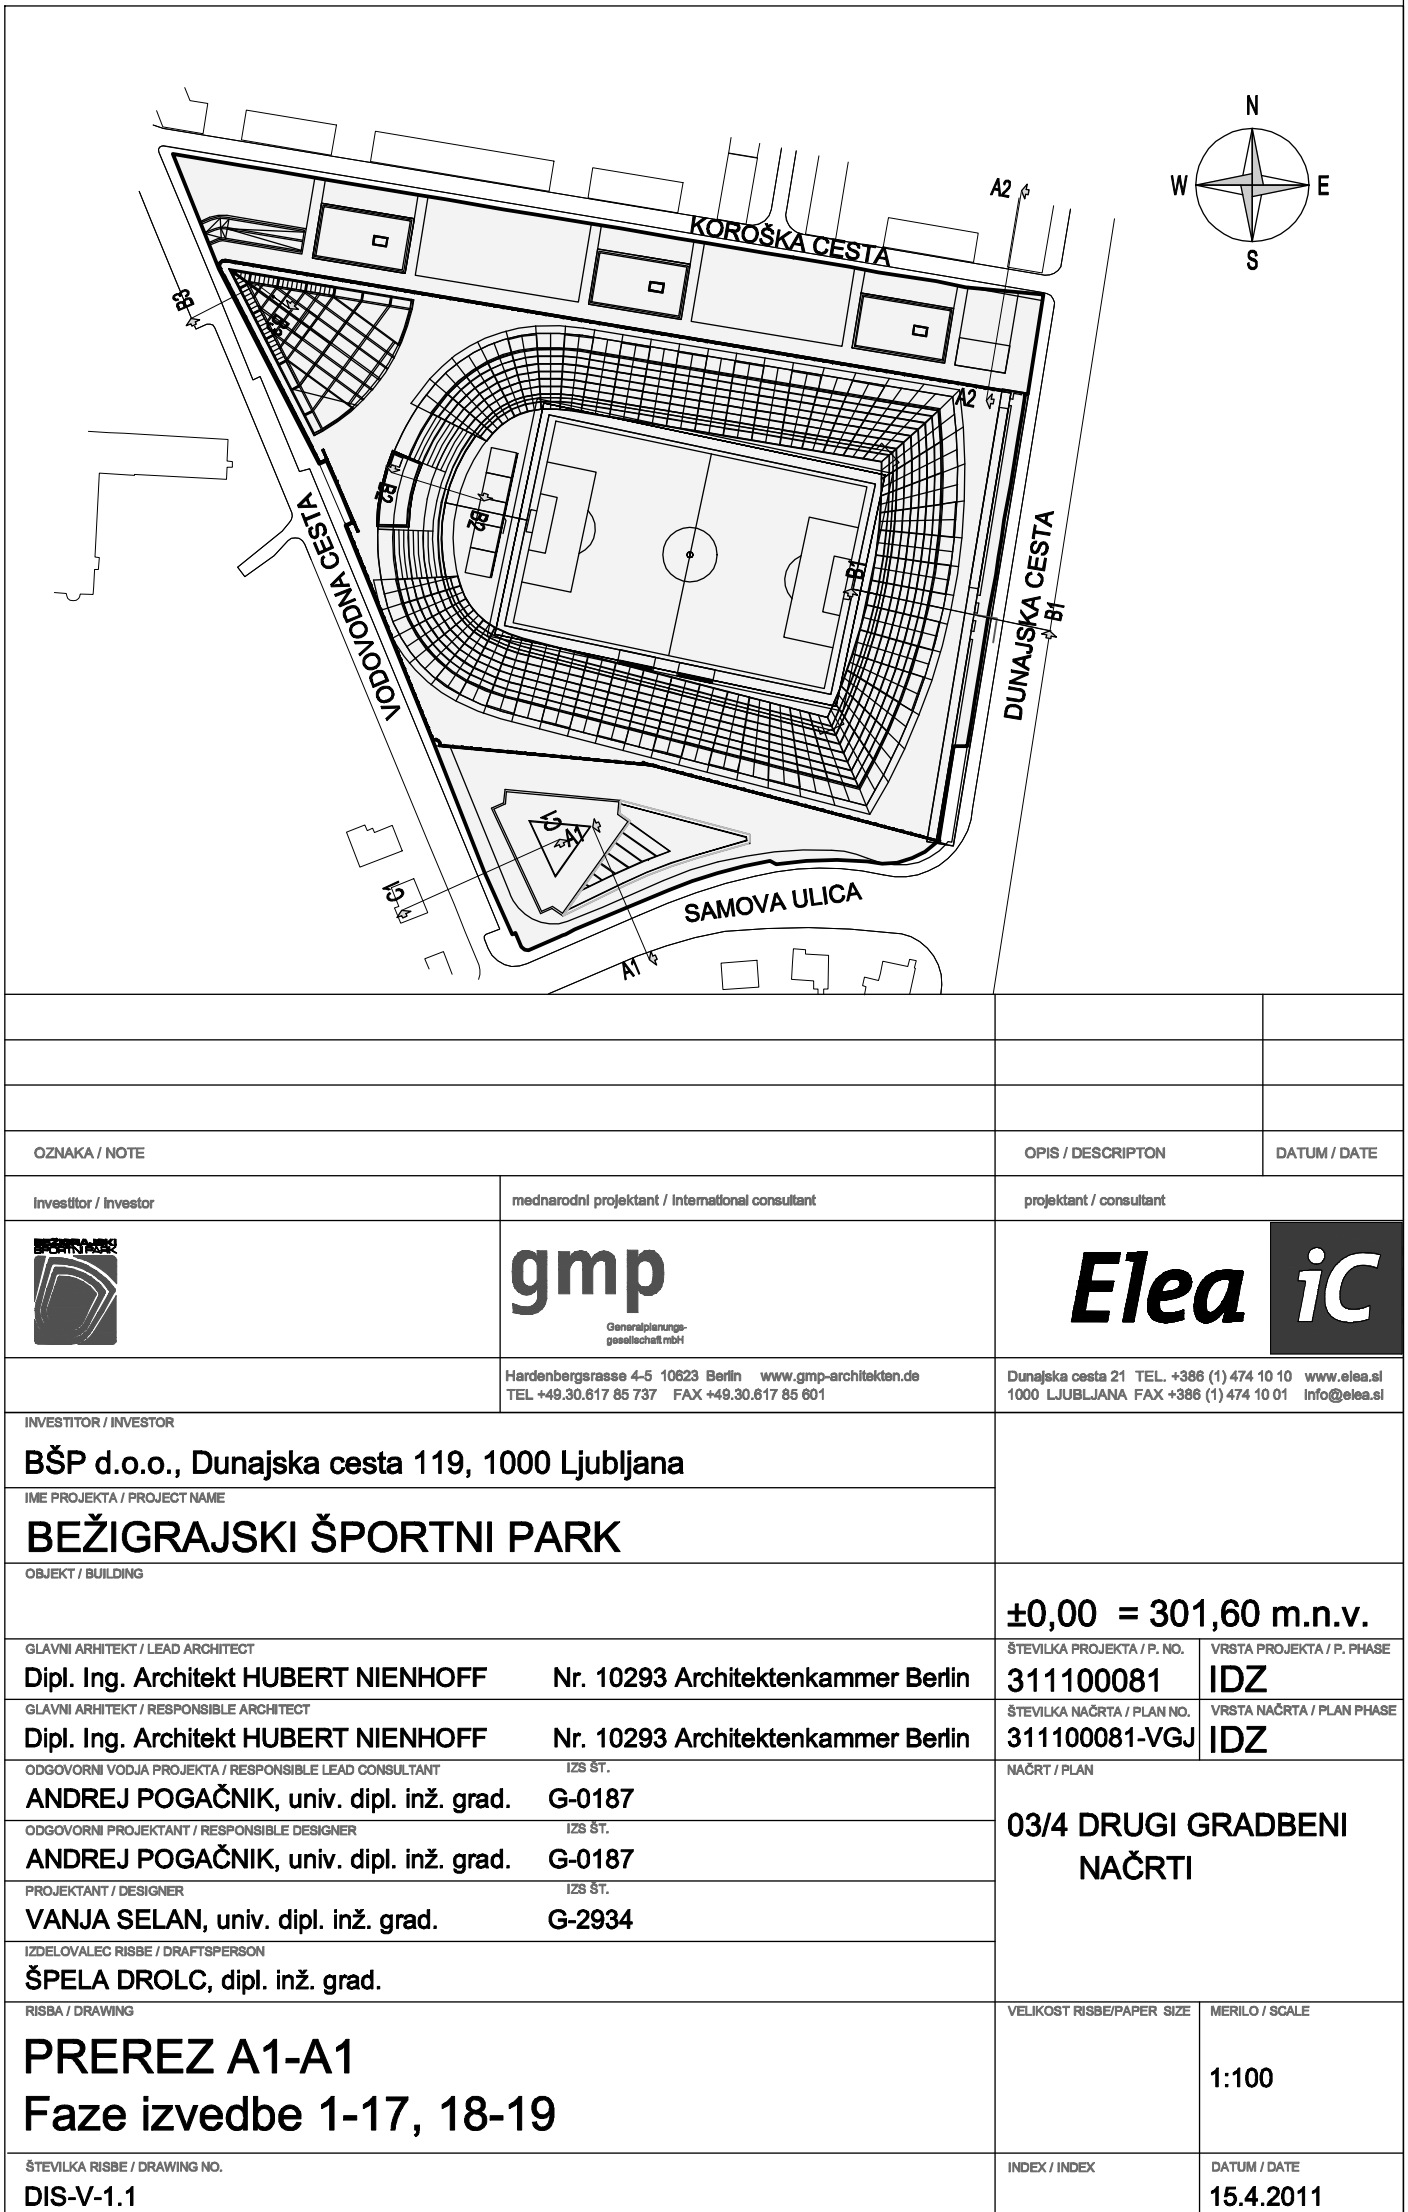 N
W
E
S
A2
KOROŠKA CESTA
B3
B3
A2
B2
B2
VODOVODNA CESTA
B1
DUNAJSKA CESTA
B1
C1
A1
C1
SAMOVA ULICA
A1
OZNAKA / NOTE
OPIS / DESCRIPTON
DATUM / DATE
investitor / investor
mednarodni projektant / international consultant
projektant / consultant
BEŽIGRAJSKI
ŠPORTNI PARK
gmp
Generalplanungs-
gesellschaft mbH
Elea iC
Hardenbergsrasse 4-5 10623 Berlin www.gmp-architekten.de
TEL +49.30.617 85 737 FAX +49.30.617 85 601
Dunajska cesta 21 TEL. +386 (1) 474 10 10 www.elea.si
1000 LJUBLJANA FAX +386 (1) 474 10 01 info@elea.si
INVESTITOR / INVESTOR
BŠP d.o.o., Dunajska cesta 119, 1000 Ljubljana
IME PROJEKTA / PROJECT NAME
BEŽIGRAJSKI ŠPORTNI PARK
OBJEKT / BUILDING
±0,00 = 301,60 m.n.v.
GLAVNI ARHITEKT / LEAD ARCHITECT
Dipl. Ing. Architekt HUBERT NIENHOFF Nr. 10293 Architektenkammer Berlin
ŠTEVILKA PROJEKTA / P. NO.
311100081
VRSTA PROJEKTA / P. PHASE
IDZ
GLAVNI ARHITEKT / RESPONSIBLE ARCHITECT
Dipl. Ing. Architekt HUBERT NIENHOFF Nr. 10293 Architektenkammer Berlin
ŠTEVILKA NAČRTA / PLAN NO.
311100081-VGJ
VRSTA NAČRTA / PLAN PHASE
IDZ
ODGOVORNI VODJA PROJEKTA / RESPONSIBLE LEAD CONSULTANT IZS ŠT.
ANDREJ POGAČNIK, univ. dipl. inž. grad. G-0187
ODGOVORNI PROJEKTANT / RESPONSIBLE DESIGNER IZS ŠT.
ANDREJ POGAČNIK, univ. dipl. inž. grad. G-0187
PROJEKTANT / DESIGNER IZS ŠT.
VANJA SELAN, univ. dipl. inž. grad. G-2934
IZDELOVALEC RISBE / DRAFTSPERSON
ŠPELA DROLC, dipl. inž. grad.
NAČRT / PLAN
03/4 DRUGI GRADBENI
NAČRTI
RISBA / DRAWING
PREREZ A1-A1
Faze izvedbe 1-17, 18-19
VELIKOST RISBE/PAPER SIZE
MERILO / SCALE
1:100
ŠTEVILKA RISBE / DRAWING NO.
DIS-V-1.1
INDEX / INDEX
DATUM / DATE
15.4.2011